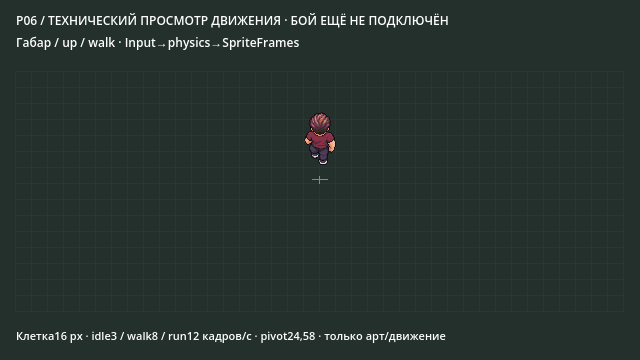 P06 / ТЕХНИЧЕСКИЙ ПРОСМОТР ДВИЖЕНИЯ · БОЙ ЕЩЁ НЕ ПОДКЛЮЧЁН
Габар / up / walk · Input→physics→SpriteFrames
Клетка16 px · idle3 / walk8 / run12 кадров/с · pivot24,58 · только арт/движение